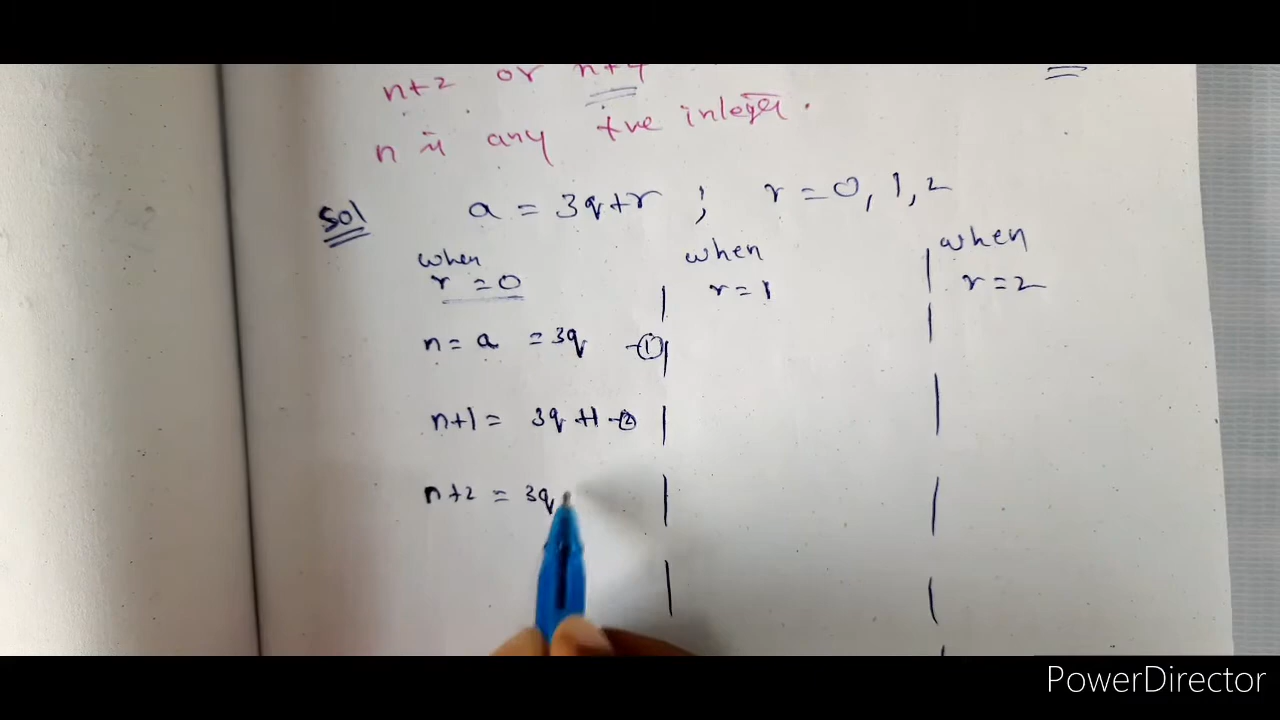 n+2 or n+4
n is any +ve integer.
Sol a = 3q+r ; r = 0, 1, 2
when when when
r = 0 r = 1 r = 2
n = a = 3q -①
n+1 = 3q +1 -②
n+2 = 3q
PowerDirector